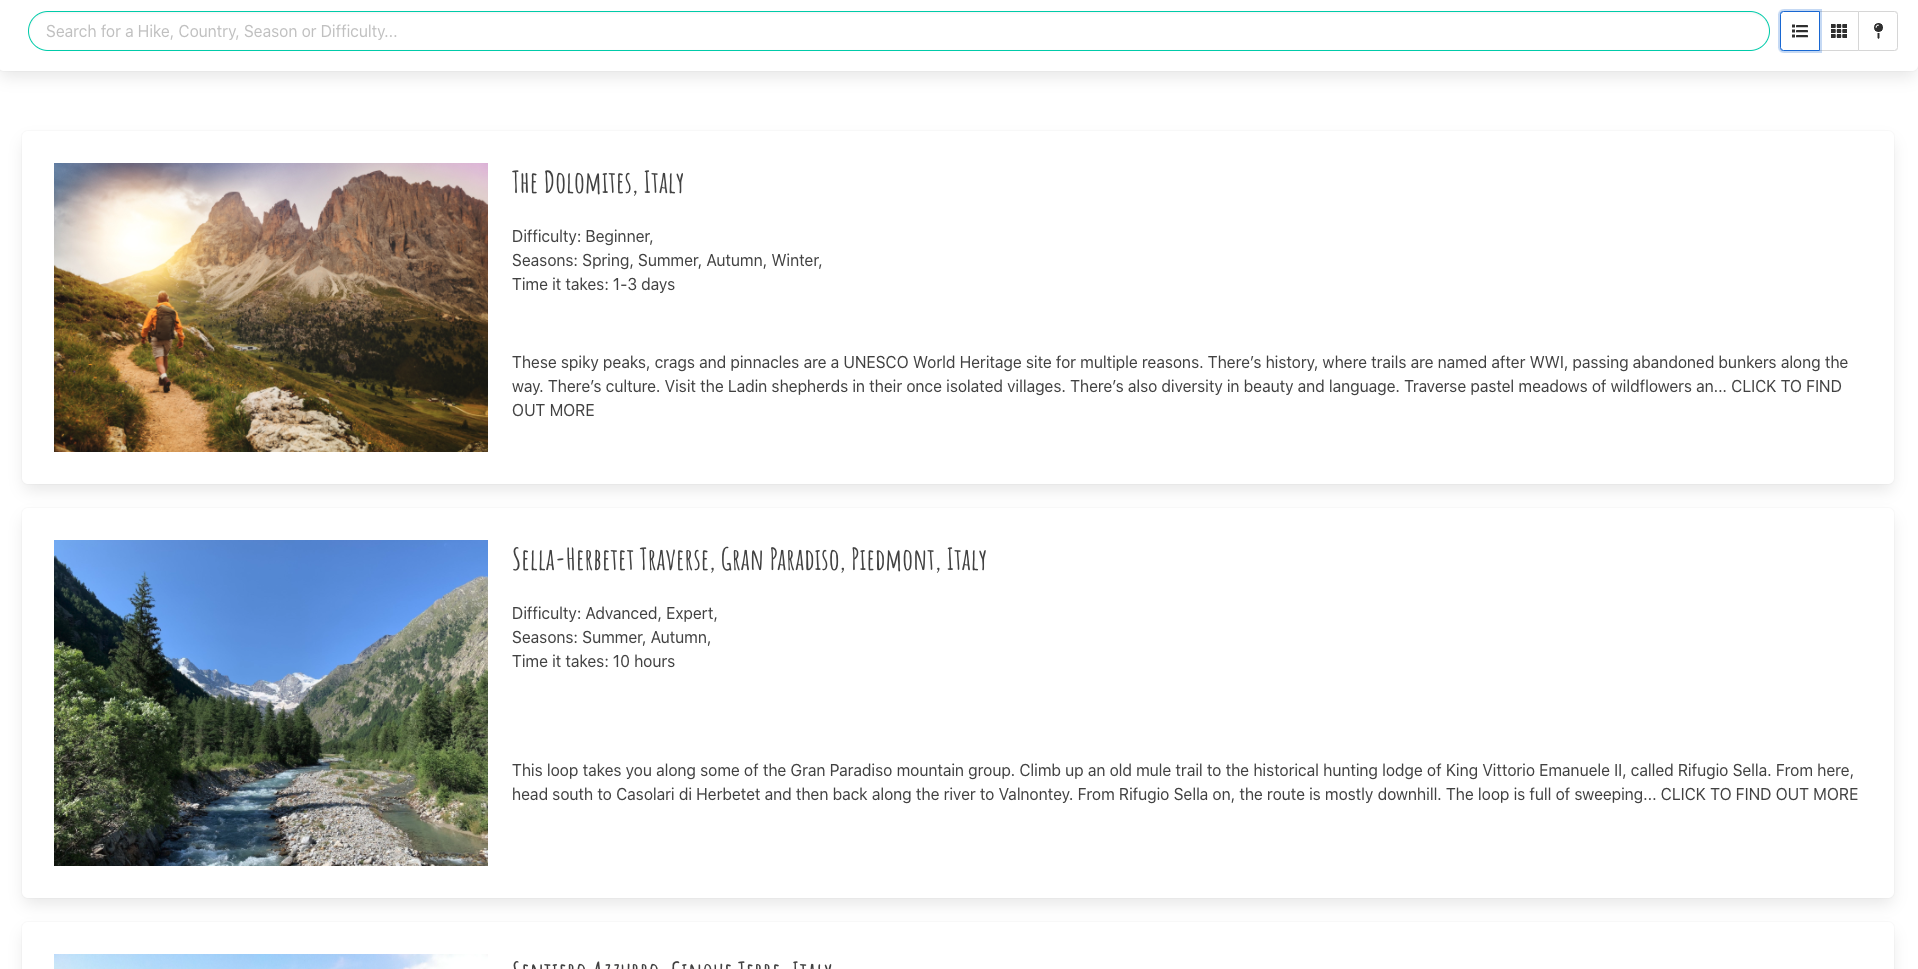 Search for a Hike, Country, Season or Difficulty...
The Dolomites, Italy
Difficulty: Beginner,
Seasons: Spring, Summer, Autumn, Winter,
Time it takes: 1-3 days
These spiky peaks, crags and pinnacles are a UNESCO World Heritage site for multiple reasons. There’s history, where trails are named after WWI, passing abandoned bunkers along the
way. There’s culture. Visit the Ladin shepherds in their once isolated villages. There’s also diversity in beauty and language. Traverse pastel meadows of wildflowers an... CLICK TO FIND
OUT MORE
Sella-Herbetet Traverse, Gran Paradiso, Piedmont, Italy
Difficulty: Advanced, Expert,
Seasons: Summer, Autumn,
Time it takes: 10 hours
This loop takes you along some of the Gran Paradiso mountain group. Climb up an old mule trail to the historical hunting lodge of King Vittorio Emanuele II, called Rifugio Sella. From here,
head south to Casolari di Herbetet and then back along the river to Valnontey. From Rifugio Sella on, the route is mostly downhill. The loop is full of sweeping... CLICK TO FIND OUT MORE
Sentiero Azzurro, Cinque Terre, Italy